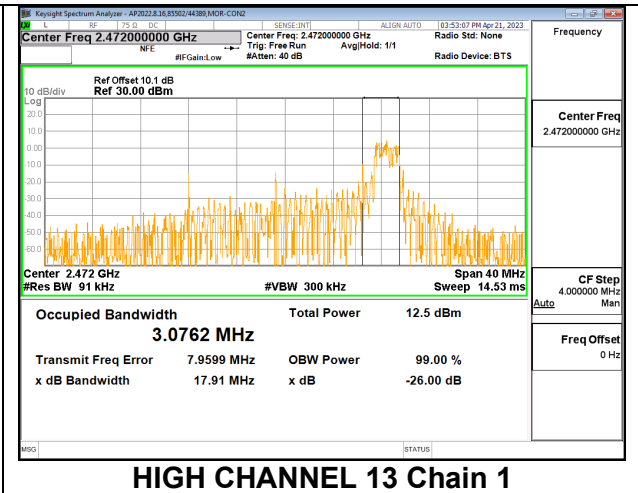 Keysight Spectrum Analyzer - AP2022.8.16,85502/44389,MOR-CON2
L RF 75 Ω DC SENSE:INT ALIGN AUTO 03:53:07 PM Apr 21, 2023
Center Freq 2.472000000 GHz Center Freq: 2.472000000 GHz Radio Std: None Frequency
NFE Trig: Free Run Avg|Hold: 1/1
#IFGain:Low #Atten: 40 dB Radio Device: BTS
Ref Offset 10.1 dB
10 dB/div Ref 30.00 dBm
Log
20.0
10.0
0.00
-10.0
-20.0
-30.0
-40.0
-50.0
-60.0
Center Freq
2.472000000 GHz
Center 2.472 GHz Span 40 MHz
#Res BW 91 kHz #VBW 300 kHz Sweep 14.53 ms
CF Step
4.000000 MHz
Auto Man
Occupied Bandwidth Total Power 12.5 dBm
3.0762 MHz
Freq Offset
0 Hz
Transmit Freq Error 7.9599 MHz OBW Power 99.00 %
x dB Bandwidth 17.91 MHz x dB -26.00 dB
MSG STATUS
HIGH CHANNEL 13 Chain 1